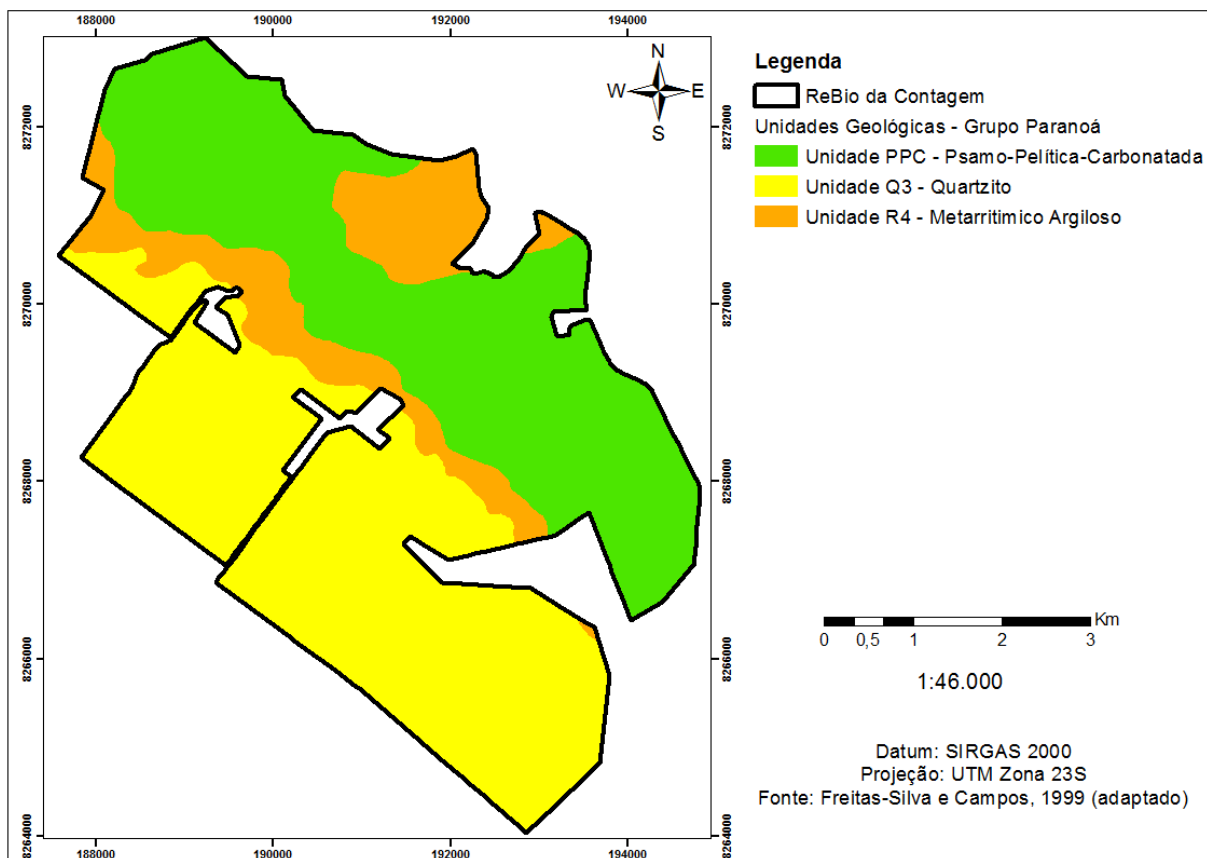 188000 190000 192000 194000
N
W E
S
8272000 8272000
8270000 8270000
8268000 8268000
8266000 8266000
8264000 8264000
188000 190000 192000 194000
Legenda
ReBio da Contagem
Unidades Geológicas - Grupo Paranoá
Unidade PPC - Psamo-Pelítica-Carbonatada
Unidade Q3 - Quartzito
Unidade R4 - Metarritimico Argiloso
Km
0 0,5 1 2 3
1:46.000
Datum: SIRGAS 2000
Projeção: UTM Zona 23S
Fonte: Freitas-Silva e Campos, 1999 (adaptado)